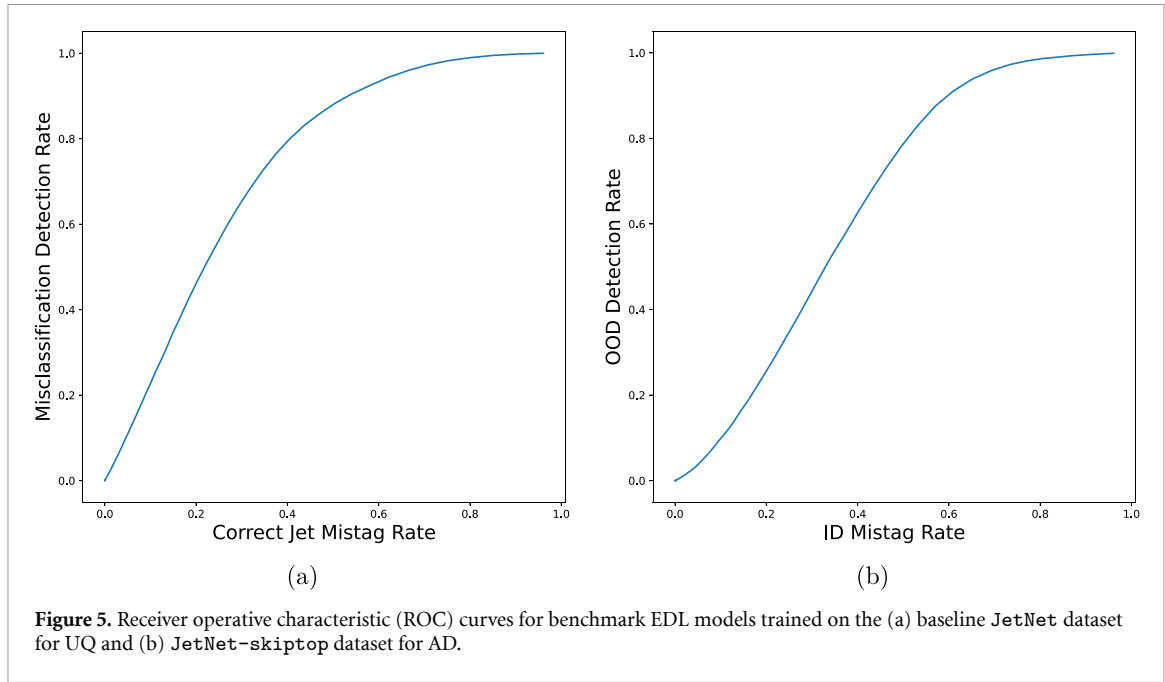 1.0
0.8
0.6
0.4
0.2
0.0
Misclassification Detection Rate
0.0 0.2 0.4 0.6 0.8 1.0
Correct Jet Mistag Rate
(a)
1.0
0.8
0.6
0.4
0.2
0.0
OOD Detection Rate
0.0 0.2 0.4 0.6 0.8 1.0
ID Mistag Rate
(b)
Figure 5. Receiver operative characteristic (ROC) curves for benchmark EDL models trained on the (a) baseline JetNet dataset
for UQ and (b) JetNet-skiptop dataset for AD.